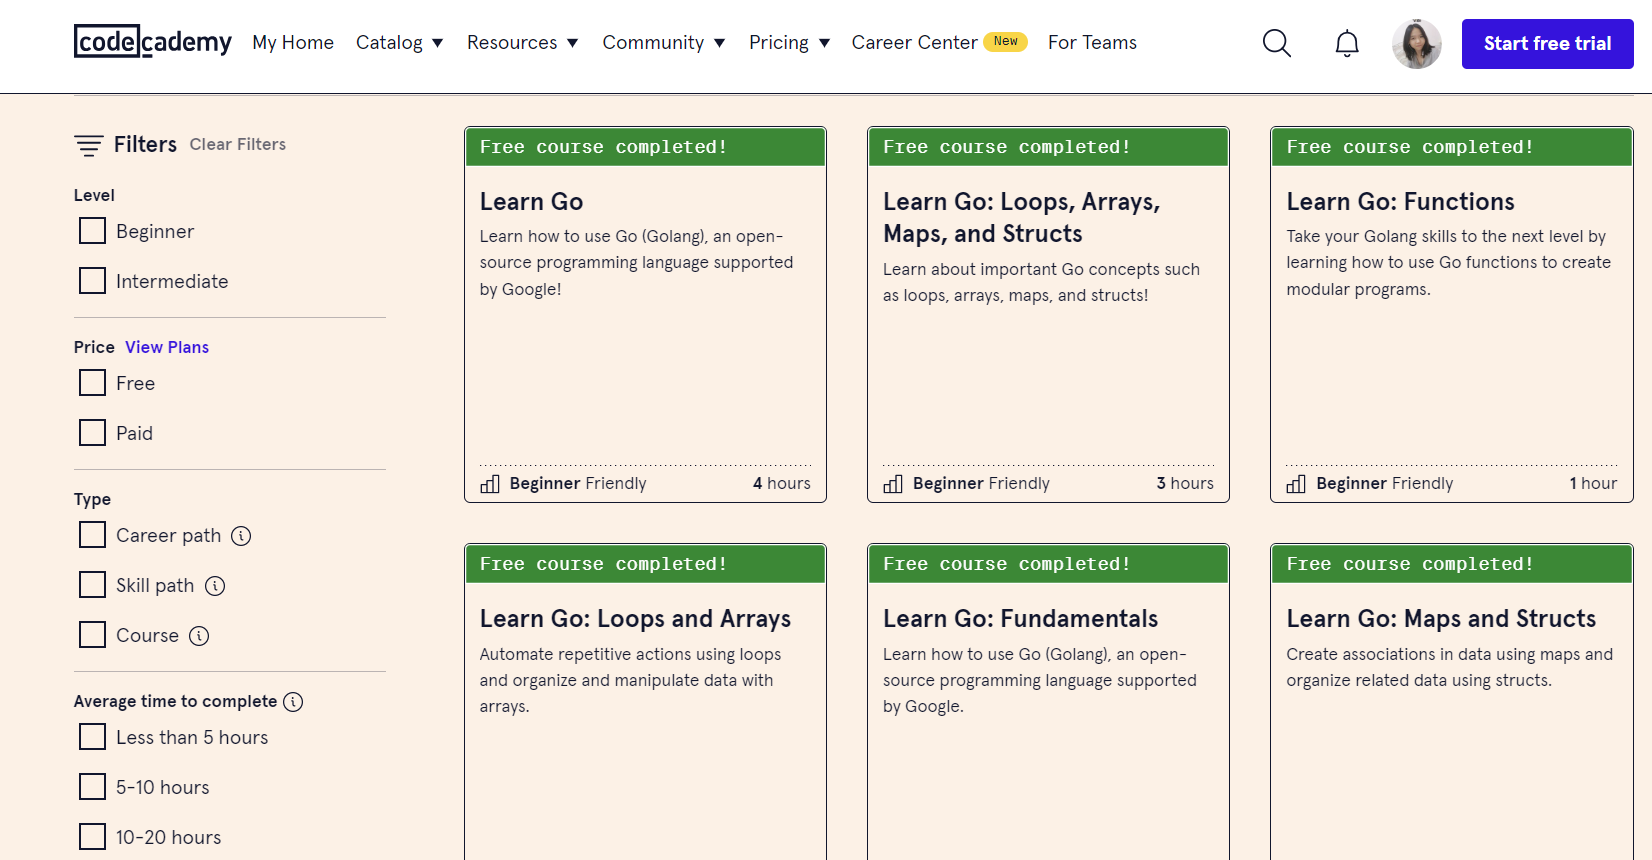 codecademy My Home Catalog Resources Community Pricing Career Center New For Teams Start free trial
Filters Clear Filters
Level
Beginner
Intermediate
Price View Plans
Free
Paid
Type
Career path
Skill path
Course
Average time to complete
Less than 5 hours
5-10 hours
10-20 hours
Free course completed!
Learn Go
Learn how to use Go (Golang), an open-
source programming language supported
by Google!
Beginner Friendly 4 hours
Free course completed!
Learn Go: Loops, Arrays,
Maps, and Structs
Learn about important Go concepts such
as loops, arrays, maps, and structs!
Beginner Friendly 3 hours
Free course completed!
Learn Go: Functions
Take your Golang skills to the next level by
learning how to use Go functions to create
modular programs.
Beginner Friendly 1 hour
Free course completed!
Learn Go: Loops and Arrays
Automate repetitive actions using loops
and organize and manipulate data with
arrays.
Free course completed!
Learn Go: Fundamentals
Learn how to use Go (Golang), an open-
source programming language supported
by Google.
Free course completed!
Learn Go: Maps and Structs
Create associations in data using maps and
organize related data using structs.